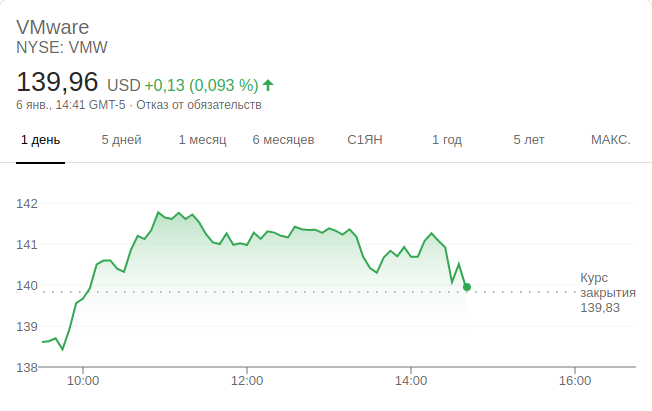 VMware
NYSE: VMW
139,96 USD +0,13 (0,093 %)
6 янв., 14:41 GMT-5 · Отказ от обязательств
1 день 5 дней 1 месяц 6 месяцев С1ЯН 1 год 5 лет МАКС.
142
141
140
139
138
Курс
закрытия
139,83
10:00 12:00 14:00 16:00